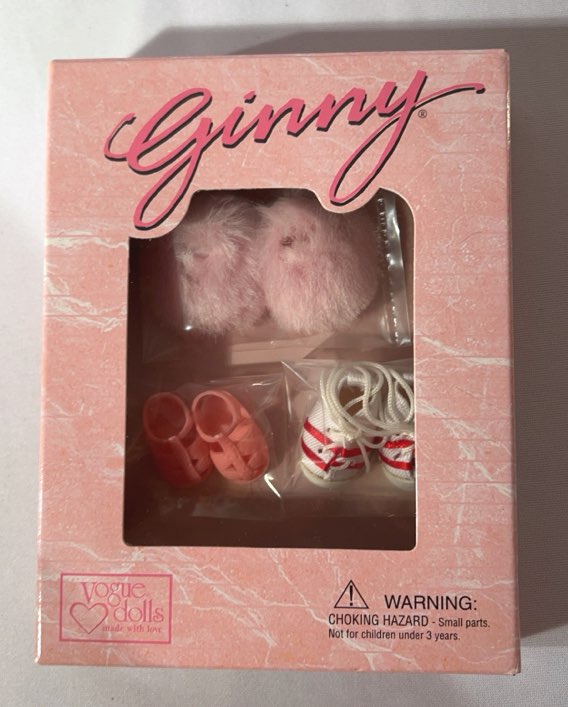 Ginny®
Vogue
dolls
made with love
WARNING:
CHOKING HAZARD - Small parts.
Not for children under 3 years.